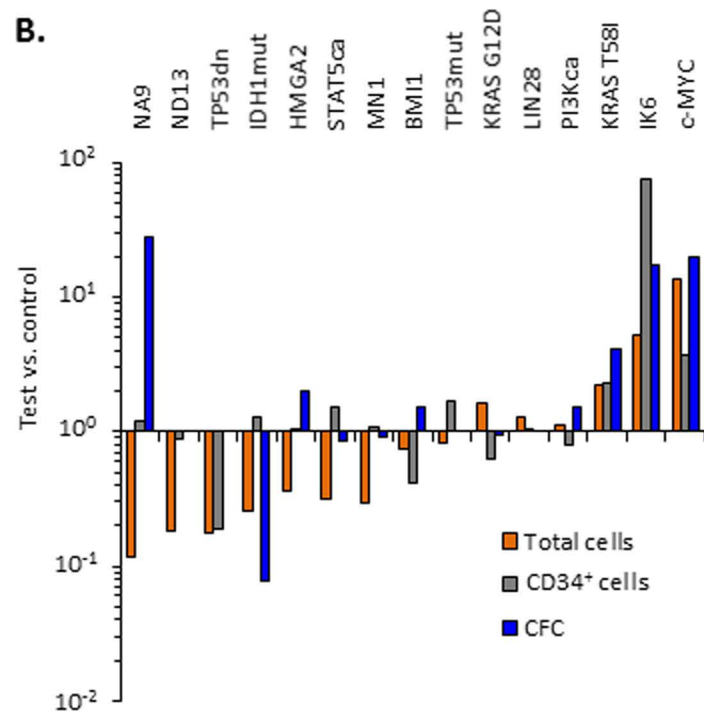 B.
NA9
ND13
TP53dn
IDH1mut
HMGA2
STAT5ca
MN1
BMI1
TP53mut
KRAS G12D
LIN28
PI3Kca
KRAS T58I
IK6
c-MYC
Test vs. control
10²
10¹
10⁰
10⁻¹
10⁻²
Total cells
CD34⁺ cells
CFC